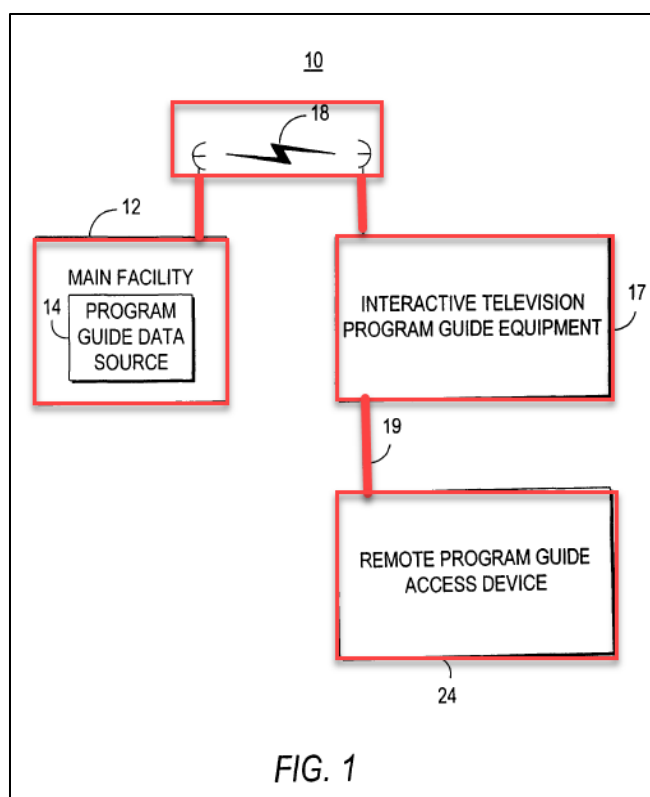 10
18
12
MAIN FACILITY
14
PROGRAM
GUIDE DATA
SOURCE
INTERACTIVE TELEVISION
PROGRAM GUIDE EQUIPMENT
17
19
REMOTE PROGRAM GUIDE
ACCESS DEVICE
24
FIG. 1